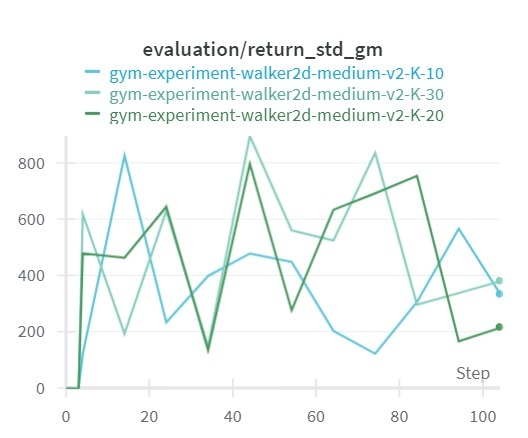 evaluation/return_std_gm
gym-experiment-walker2d-medium-v2-K-10
gym-experiment-walker2d-medium-v2-K-30
gym-experiment-walker2d-medium-v2-K-20
800
600
400
200
0
Step
0 20 40 60 80 100